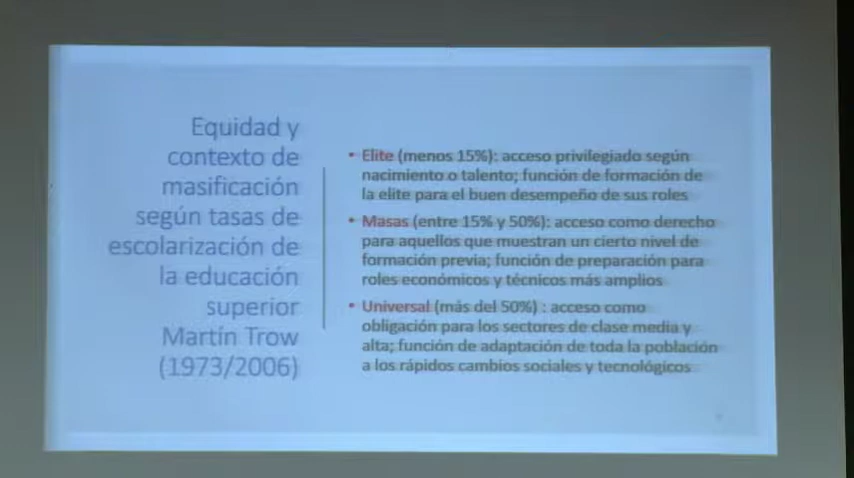 Equidad y
contexto de
masificación
según tasas de
escolarización de
la educación
superior
Martín Trow
(1973/2006)
• Elite (menos 15%): acceso privilegiado según
nacimiento o talento; función de formación de
la elite para el buen desempeño de sus roles
• Masas (entre 15% y 50%): acceso como derecho
para aquellos que muestran un cierto nivel de
formación previa; función de preparación para
roles económicos y técnicos más amplios
• Universal (más del 50%) : acceso como
obligación para los sectores de clase media y
alta; función de adaptación de toda la población
a los rápidos cambios sociales y tecnológicos